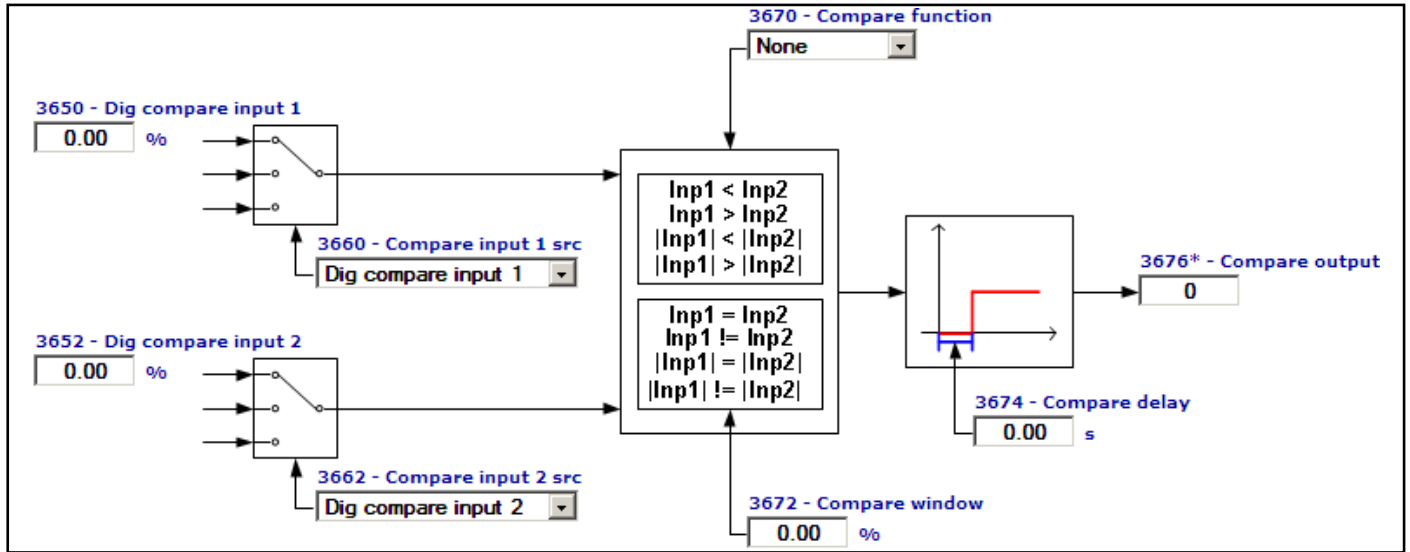 3670 - Compare function
None
3650 - Dig compare input 1
0.00 %
3660 - Compare input 1 src
Dig compare input 1
Inp1 < Inp2
Inp1 > Inp2
|Inp1| < |Inp2|
|Inp1| > |Inp2|
Inp1 = Inp2
Inp1 != Inp2
|Inp1| = |Inp2|
|Inp1| != |Inp2|
3676* - Compare output
0
3652 - Dig compare input 2
0.00 %
3674 - Compare delay
0.00 s
3662 - Compare input 2 src
Dig compare input 2
3672 - Compare window
0.00 %